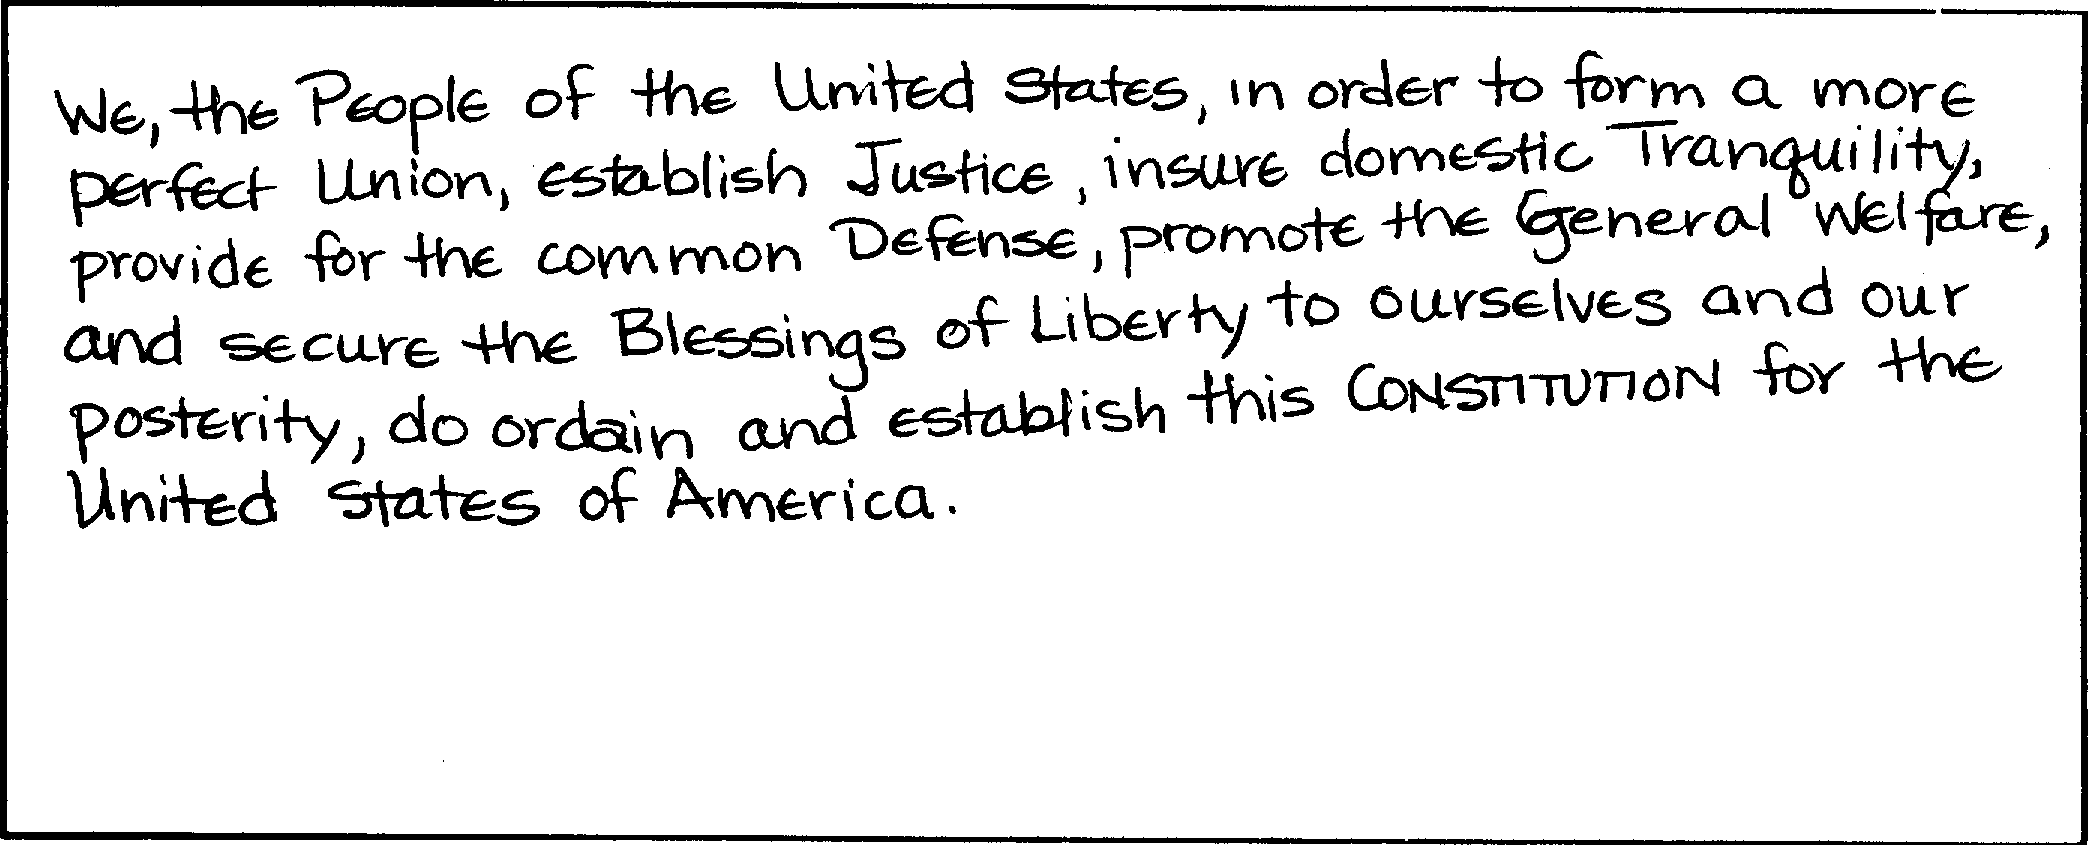 We, the People of the United States, in order to form a more
perfect Union, establish Justice, insure domestic Tranquility,
provide for the common Defense, promote the General Welfare,
and secure the Blessings of Liberty to ourselves and our
posterity, do ordain and establish this CONSTITUTION for the
United States of America.